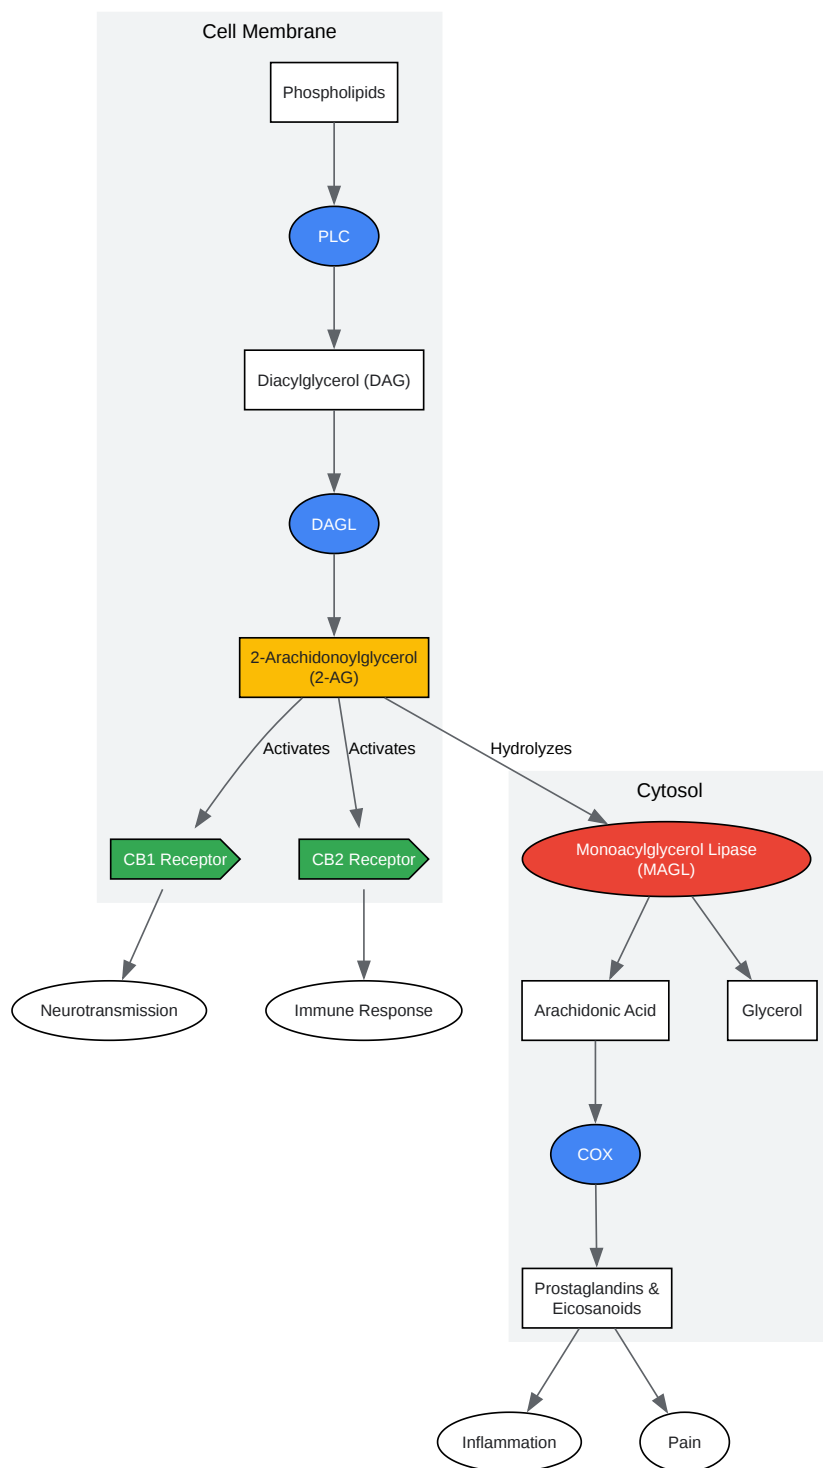 Cell Membrane
Phospholipids
PLC
Diacylglycerol (DAG)
DAGL
2-Arachidonoylglycerol
(2-AG)
Activates
Activates
Hydrolyzes
Cytosol
CB1 Receptor
CB2 Receptor
Monoacylglycerol Lipase
(MAGL)
Neurotransmission
Immune Response
Arachidonic Acid
Glycerol
COX
Prostaglandins &
Eicosanoids
Inflammation
Pain